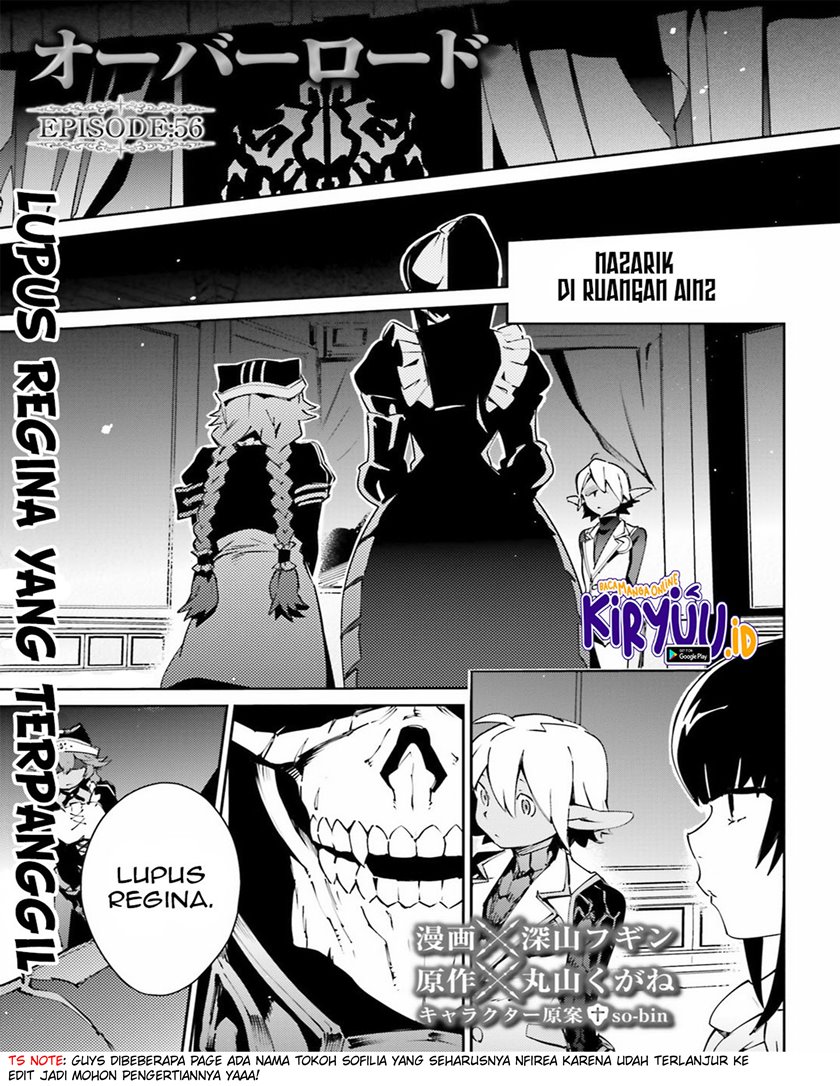 オーバーロード
EPISODE:56
LUPUS REGINA YANG TERPANGGIL
NAZARIK
DI RUANGAN AINZ
BACA MANGA ONLINE
KIRYUU.ID
GET IT ON
Google Play
LUPUS
REGINA.
漫画×深山フギン
原作×丸山くがね
キャラクター原案 so-bin
TS NOTE: GUYS DIBEBERAPA PAGE ADA NAMA TOKOH SOFILIA YANG SEHARUSNYA NFIREA KARENA UDAH TERLANJUR KE
EDIT JADI MOHON PENGERTIANNYA YAAA!